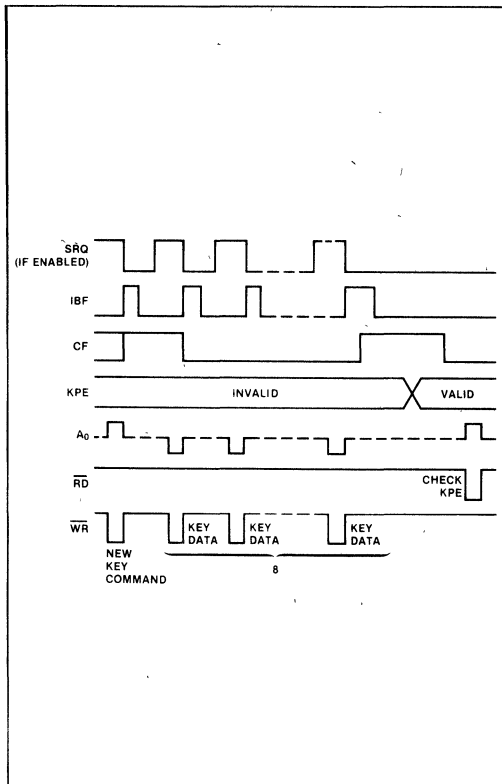 SRQ
(IF ENABLED)
IBF
CF
KPE INVALID VALID
A0
RD CHECK
KPE
WR KEY
DATA KEY
DATA KEY
DATA
NEW
KEY
COMMAND
8